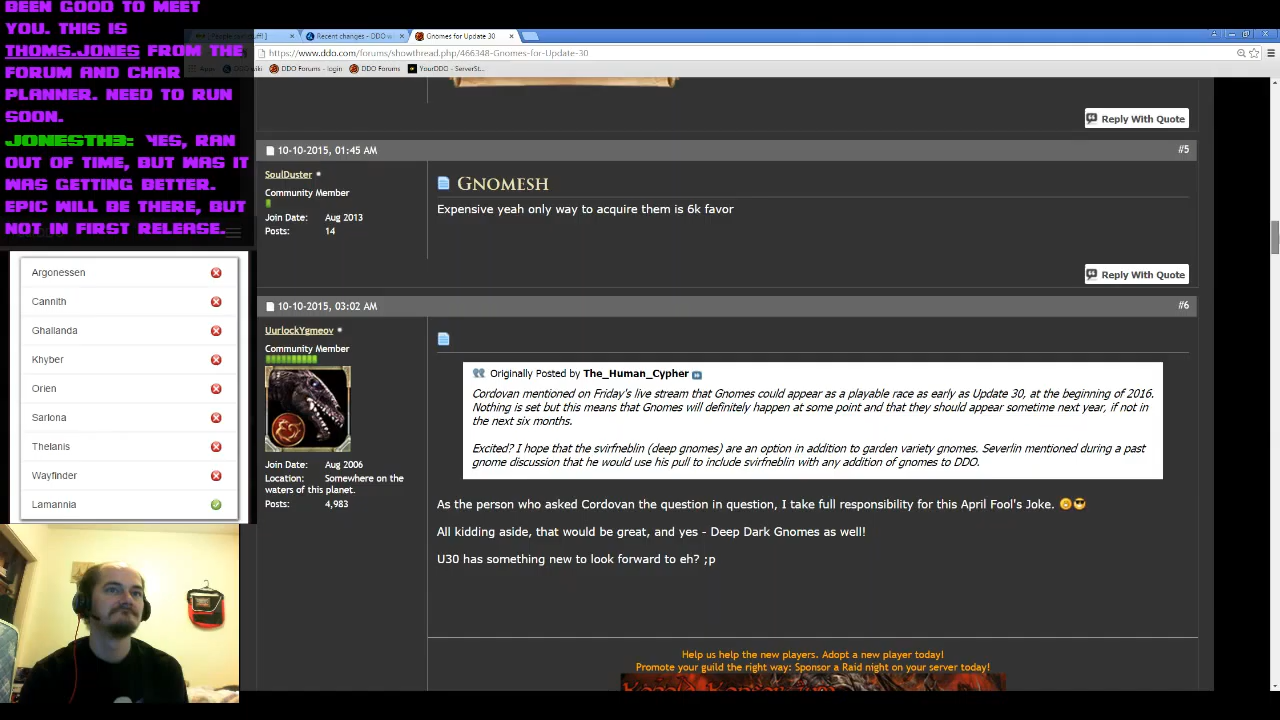 BEEN GOOD TO MEET
YOU. THIS IS
THOMS.JONES FROM THE
FORUM AND CHAR
PLANNER. NEED TO RUN
SOON.
JONESTH3: YES, RAN
OUT OF TIME, BUT WAS IT
WAS GETTING BETTER.
EPIC WILL BE THERE, BUT
NOT IN FIRST RELEASE.
Argonessen
Cannith
Ghallanda
Khyber
Orien
Sarlona
Thelanis
Wayfinder
Lamannia
Recent changes - DDO w
Gnomes for Update 30
https://www.ddo.com/forums/showthread.php/466348-Gnomes-for-Update-30
Apps
DDO Forums - login
DDO Forums
YourDDO - ServerSt...
Reply With Quote
10-10-2015, 01:45 AM
#5
SoulDuster
Community Member
Join Date: Aug 2013
Posts: 14
Gnomesh
Expensive yeah only way to acquire them is 6k favor
Reply With Quote
10-10-2015, 03:02 AM
#6
UurlockYgmeov
Community Member
Join Date: Aug 2006
Location: Somewhere on the
waters of this planet.
Posts: 4,983
Originally Posted by The_Human_Cypher
Cordovan mentioned on Friday's live stream that Gnomes could appear as a playable race as early as Update 30, at the beginning of 2016.
Nothing is set but this means that Gnomes will definitely happen at some point and that they should appear sometime next year, if not in
the next six months.
Excited? I hope that the svirfneblin (deep gnomes) are an option in addition to garden variety gnomes. Severlin mentioned during a past
gnome discussion that he would use his pull to include svirfneblin with any addition of gnomes to DDO.
As the person who asked Cordovan the question in question, I take full responsibility for this April Fool's Joke.
All kidding aside, that would be great, and yes - Deep Dark Gnomes as well!
U30 has something new to look forward to eh? ;p
Help us help the new players. Adopt a new player today!
Promote your guild the right way: Sponsor a Raid night on your server today!